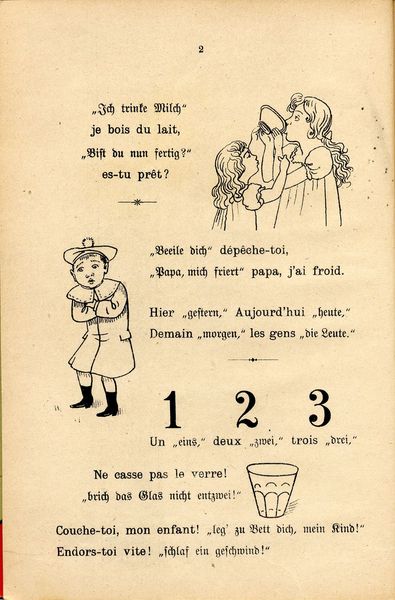 2
„Ich trinke Milch“
je bois du lait,
„Bist du nun fertig?“
es-tu prêt?
„Beeile dich“ dépêche-toi,
„Papa, mich friert“ papa, j'ai froid.
Hier „gestern,“ Aujourd'hui „heute,“
Demain „morgen,“ les gens „die Leute.“
1 2 3
Un „eins,“ deux „zwei,“ trois „drei,“
Ne casse pas le verre!
„brich das Glas nicht entzwei!“
Couche-toi, mon enfant! „leg' zu Bett dich, mein Kind!“
Endors-toi vite! „schlaf ein geschwind!“